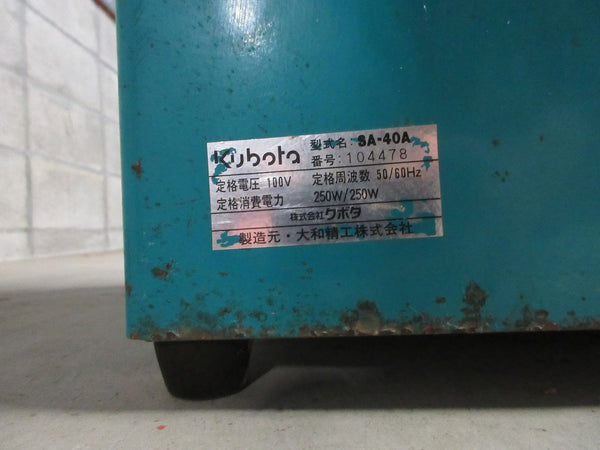 Kubota 型式名: SA-40A
番号: 104478
定格電圧 100V 定格周波数 50/60Hz
定格消費電力 250W/250W
株式会社クボタ
製造元・大和精工株式会社